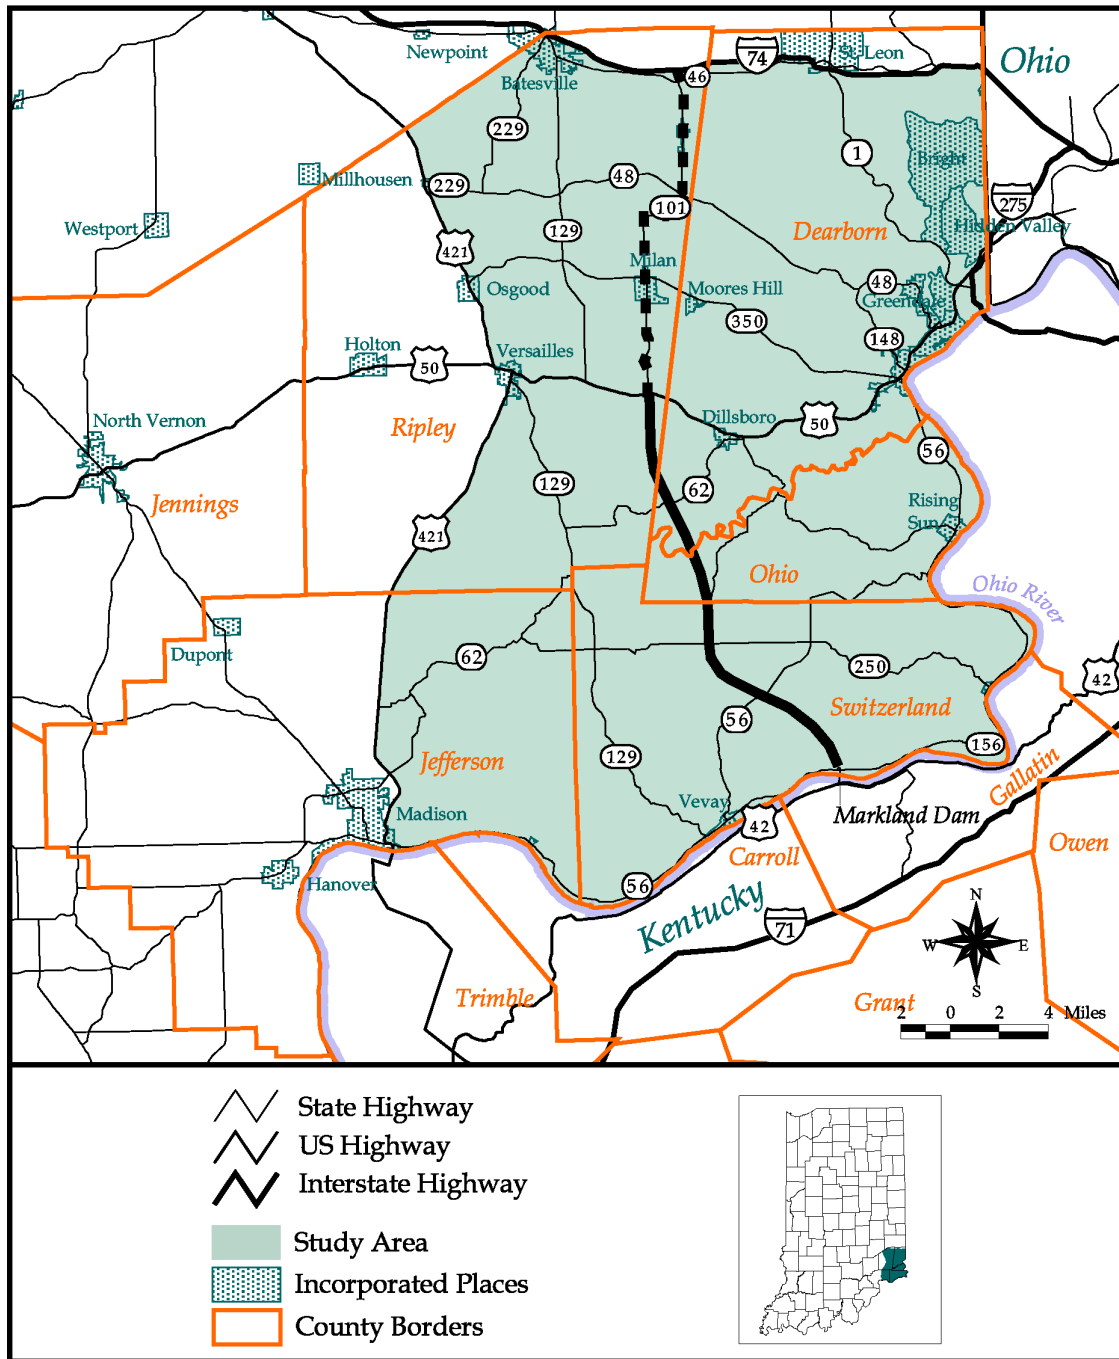 Newpoint
Batesville
St. Leon
Ohio
74
46
229
1
Bright
Millhousen
229
48
275
101
Westport
129
Dearborn
Hidden Valley
421
Milan
Osgood
Moores Hill
48
Greendale
350
148
Holton
50
Versailles
North Vernon
Dillsboro
50
Ripley
56
Jennings
129
62
Rising
Sun
421
Ohio
Ohio River
Dupont
62
250
42
Switzerland
56
156
Jefferson
129
Gallatin
Madison
Vevay
42
Markland Dam
Carroll
Owen
Hanover
56
Kentucky
71
N
W
E
S
Trimble
Grant
2 0 2 4 Miles
State Highway
US Highway
Interstate Highway
Study Area
Incorporated Places
County Borders